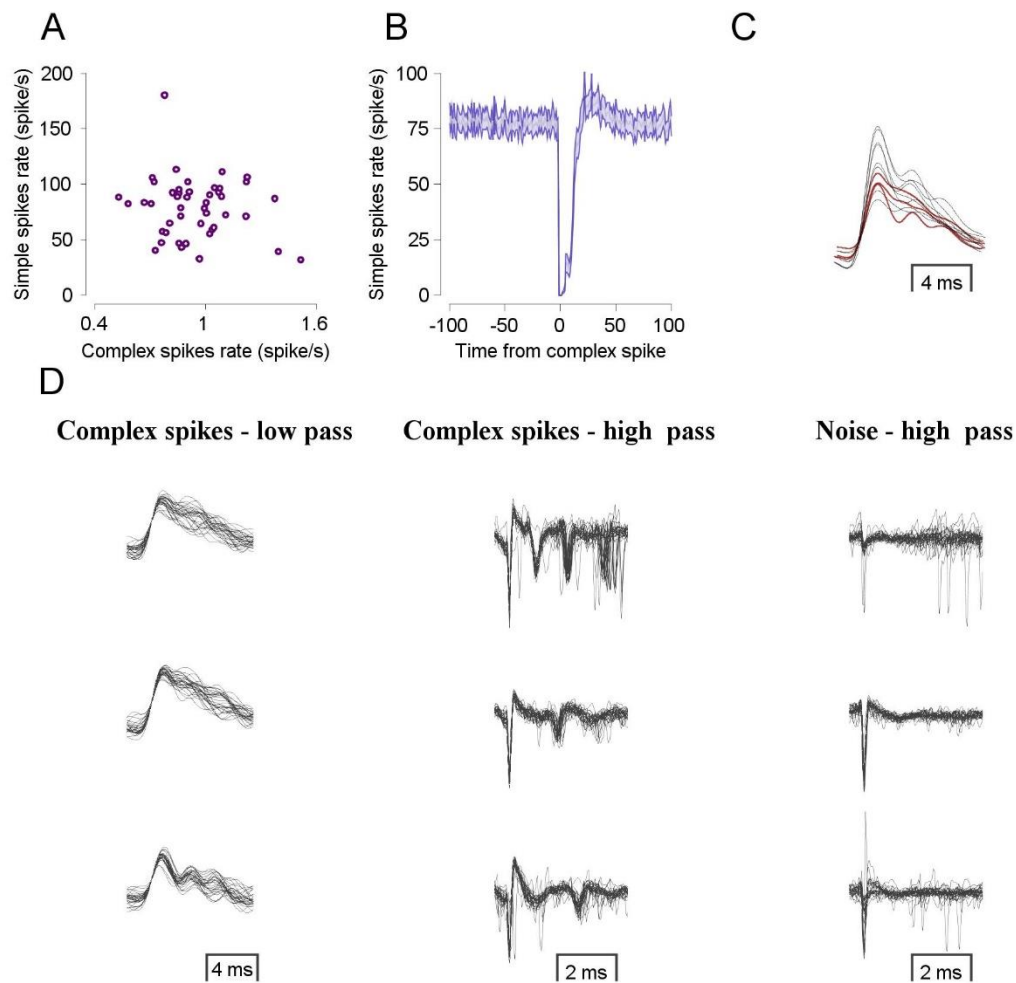 A
B
C
Simple spikes rate (spike/s)
200
150
100
50
0
0.4
1
1.6
Complex spikes rate (spike/s)
Simple spikes rate (spike/s)
100
75
50
25
0
-100
-50
0
50
100
Time from complex spike
4 ms
D
Complex spikes - low pass
Complex spikes - high pass
Noise - high pass
4 ms
2 ms
2 ms